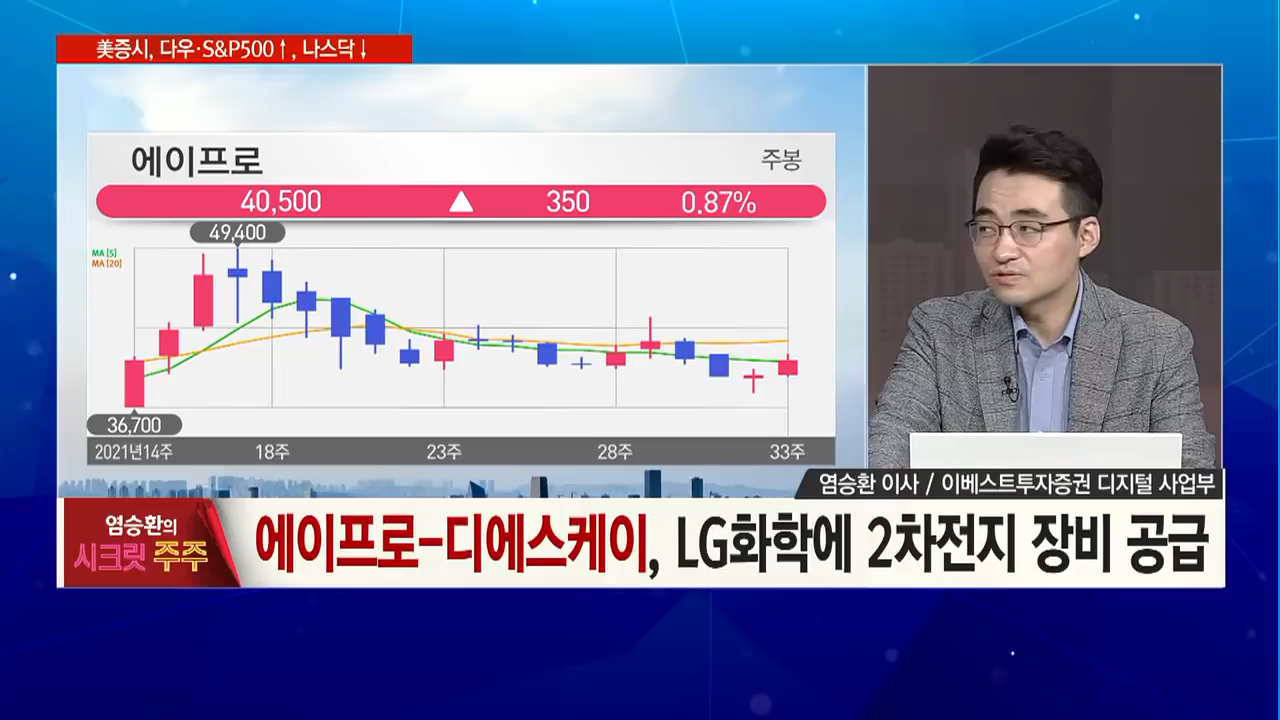 美증시, 다우·S&P500↑, 나스닥↓
에이프로
주봉
40,500 ▲ 350 0.87%
49,400
MA [5]
MA [20]
36,700
2021년14주 18주 23주 28주 33주
염승환 이사 / 이베스트투자증권 디지털 사업부
염승환의
시크릿 주주
에이프로-디에스케이, LG화학에 2차전지 장비 공급